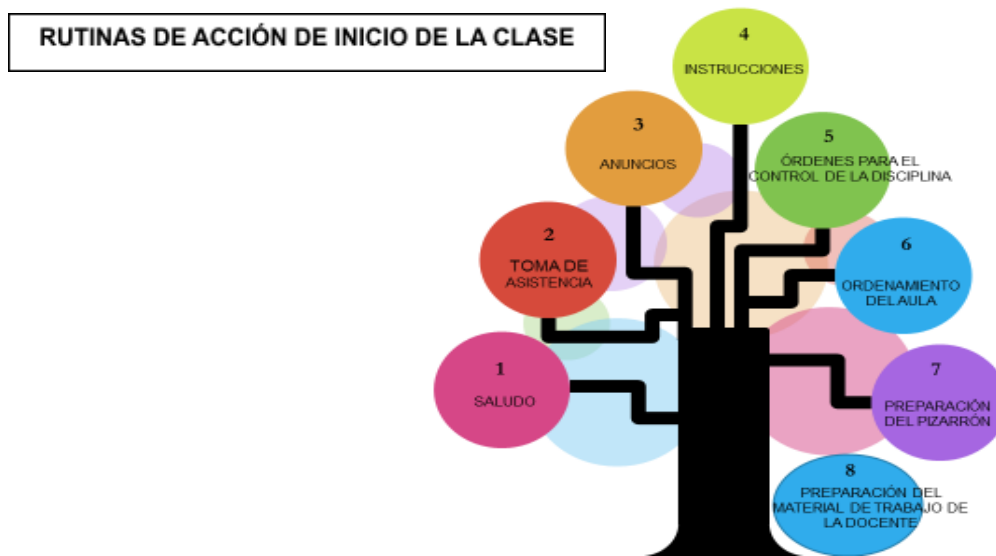 RUTINAS DE ACCIÓN DE INICIO DE LA CLASE
1
SALUDO
2
TOMA DE
ASISTENCIA
3
ANUNCIOS
4
INSTRUCCIONES
5
ÓRDENES PARA EL
CONTROL DE LA DISCIPLINA
6
ORDENAMIENTO
DEL AULA
7
PREPARACIÓN
DEL PIZARRÓN
8
PREPARACIÓN DEL
MATERIAL DE TRABAJO DE
LA DOCENTE